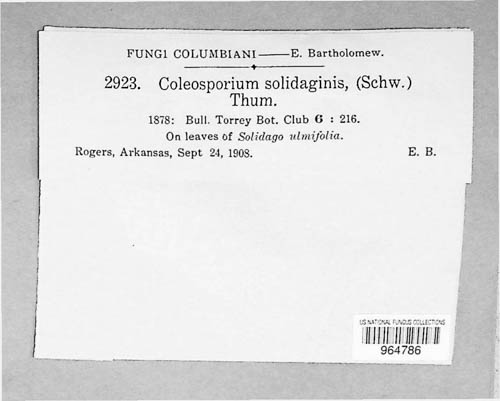 FUNGI COLUMBIANI—E. Bartholomew.
2923. Coleosporium solidaginis, (Schw.)
Thum.
1878: Bull. Torrey Bot. Club 6 : 216.
On leaves of Solidago ulmifolia.
Rogers, Arkansas, Sept 24, 1908. E. B.
US NATIONAL FUNGUS COLLECTIONS
964786